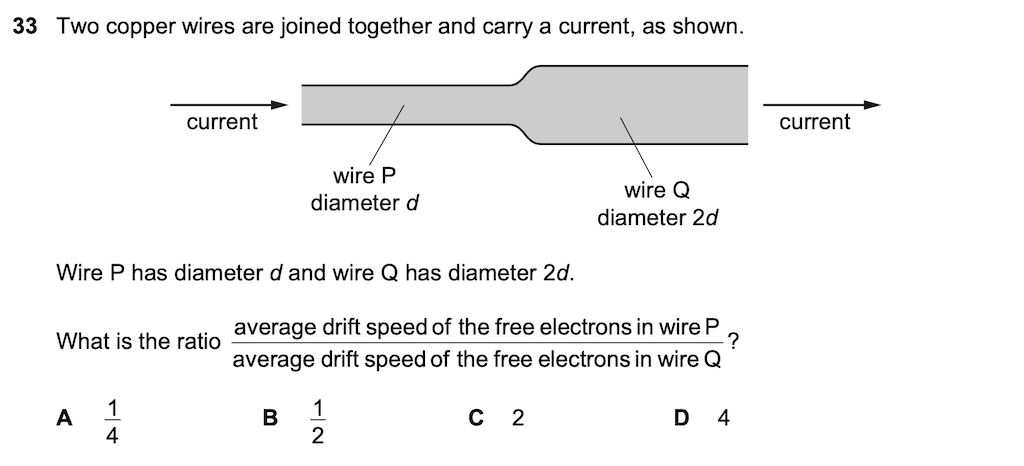 33 Two copper wires are joined together and carry a current, as shown.
current
current
wire P
diameter d
wire Q
diameter 2d
Wire P has diameter d and wire Q has diameter 2d.
What is the ratio average drift speed of the free electrons in wire P / average drift speed of the free electrons in wire Q ?
A 1/4 B 1/2 C 2 D 4